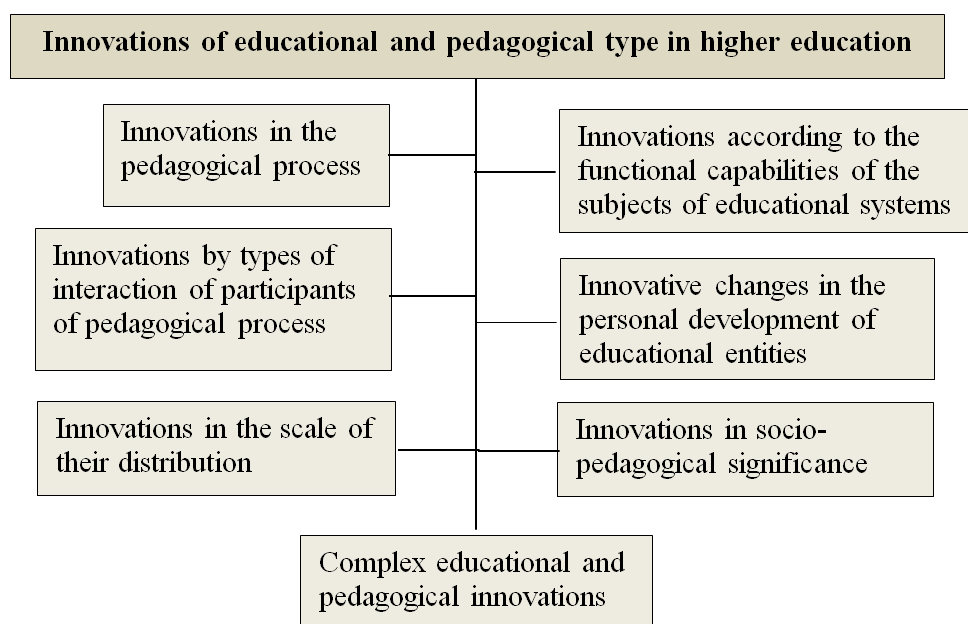 Innovations of educational and pedagogical type in higher education
Innovations in the
pedagogical process
Innovations according to the
functional capabilities of the
subjects of educational systems
Innovations by types of
interaction of participants
of pedagogical process
Innovative changes in the
personal development of
educational entities
Innovations in the scale of
their distribution
Innovations in socio-
pedagogical significance
Complex educational and
pedagogical innovations